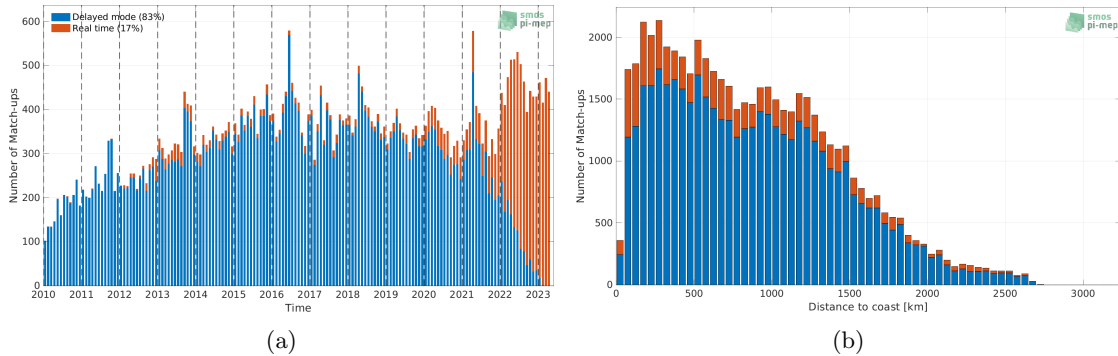 Delayed mode (83%)
Real time (17%)
smos
pi-mep
600
500
400
300
200
100
0
Number of Match-ups
2010 2011 2012 2013 2014 2015 2016 2017 2018 2019 2020 2021 2022 2023
Time
(a)
smos
pi-mep
2000
1500
1000
500
0
Number of Match-ups
0 500 1000 1500 2000 2500 3000
Distance to coast [km]
(b)